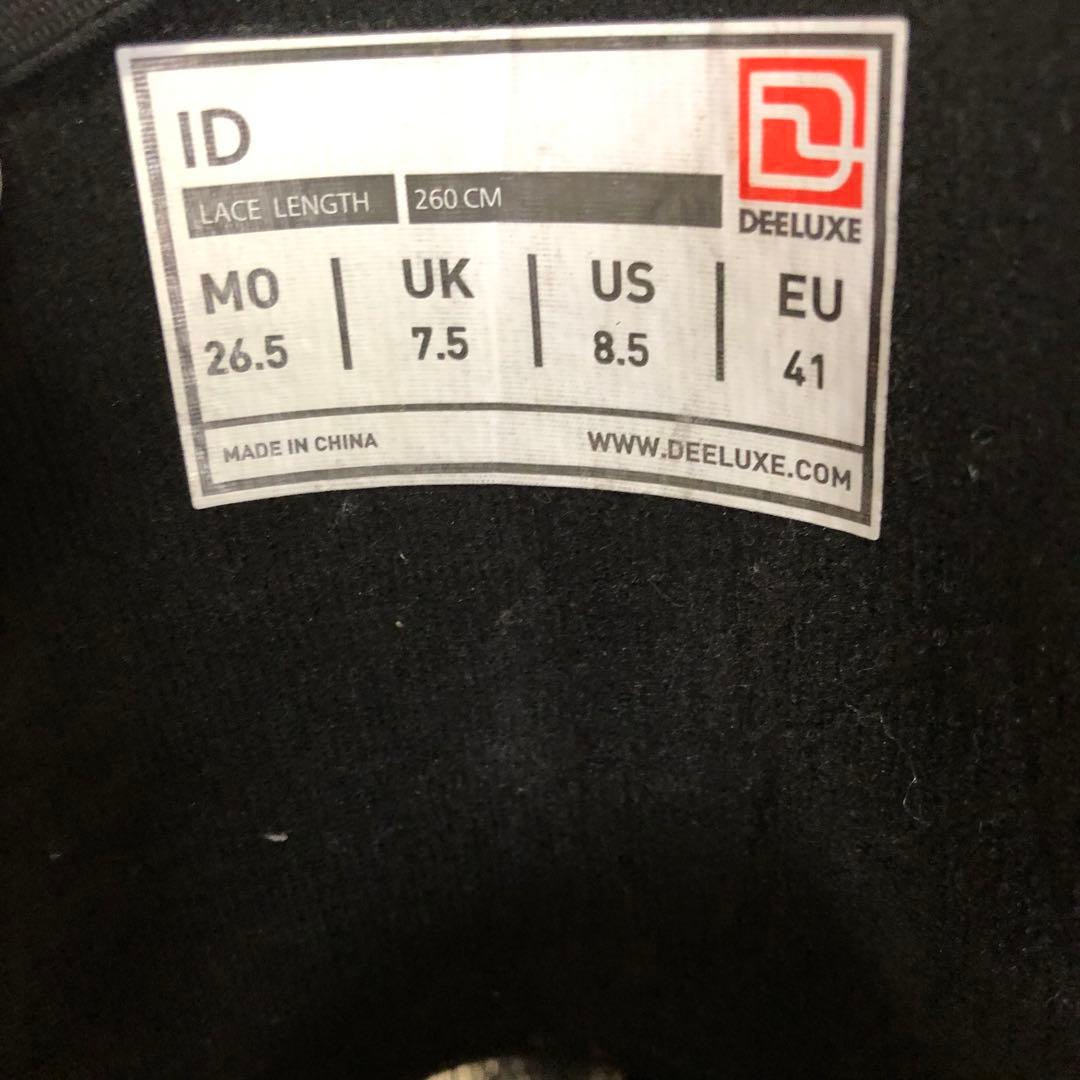 ID
LACE LENGTH 260 CM
DEELUXE
MO UK US EU
26.5 7.5 8.5 41
MADE IN CHINA WWW.DEELUXE.COM